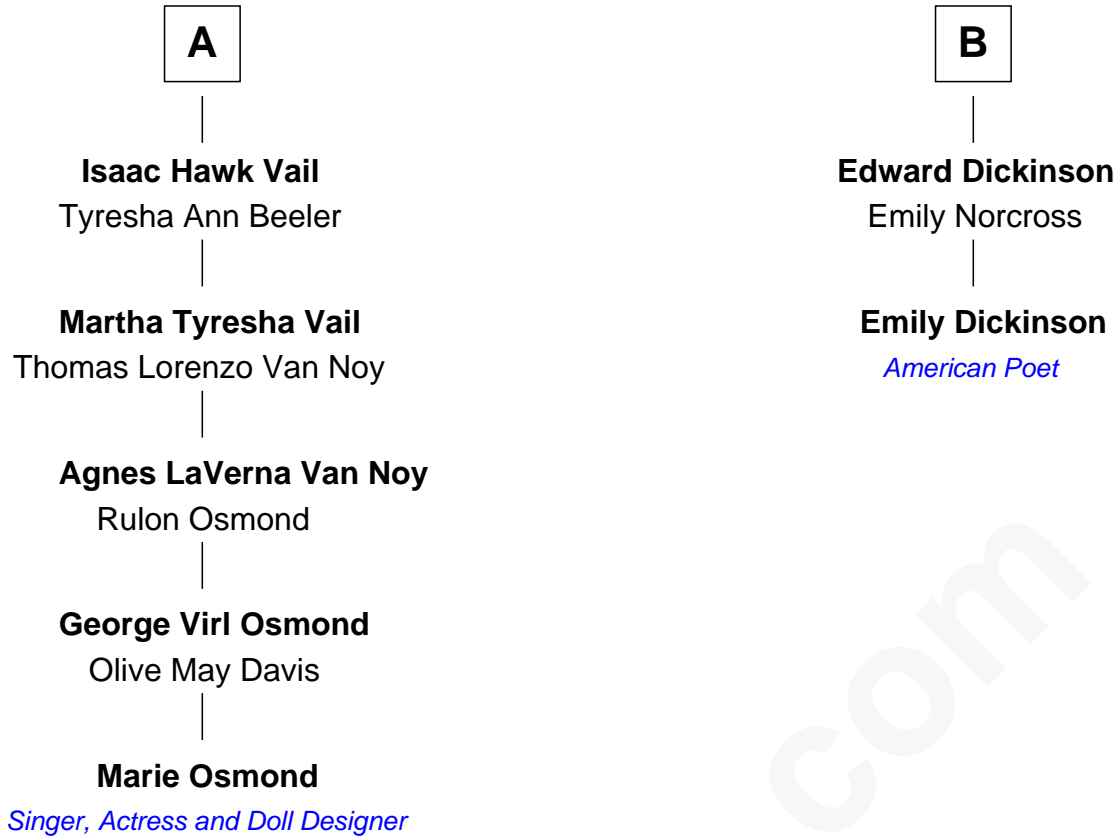 A
Isaac Hawk Vail
Tyresha Ann Beeler
Martha Tyresha Vail
Thomas Lorenzo Van Noy
Agnes LaVerna Van Noy
Rulon Osmond
George Virl Osmond
Olive May Davis
Marie Osmond
Singer, Actress and Doll Designer
B
Edward Dickinson
Emily Norcross
Emily Dickinson
American Poet
com